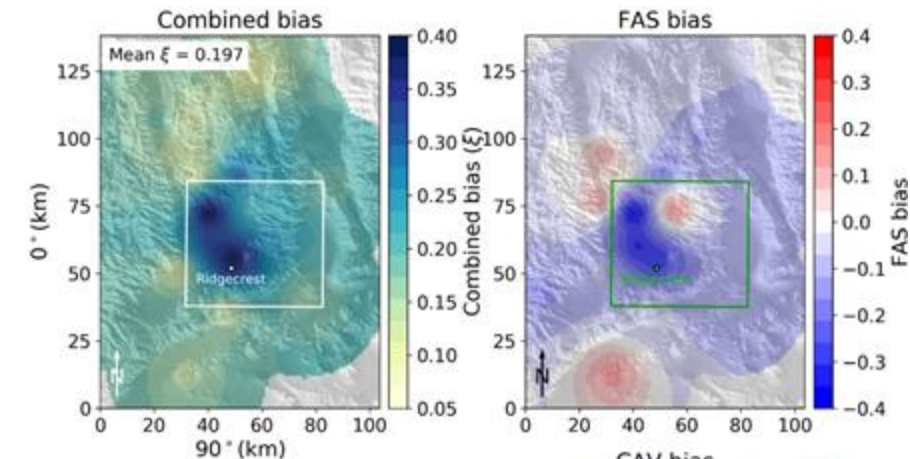 Combined bias
FAS bias
Mean ξ = 0.197
0.40
0.35
0.30
0.25
0.20
0.15
0.10
0.05
Combined bias (ξ)
0.4
0.3
0.2
0.1
0.0
−0.1
−0.2
−0.3
−0.4
FAS bias
125
100
75
50
25
0
0°(km)
125
100
75
50
25
0
Ridgecrest
N
N
0 20 40 60 80 100
0 20 40 60 80 100
90°(km)